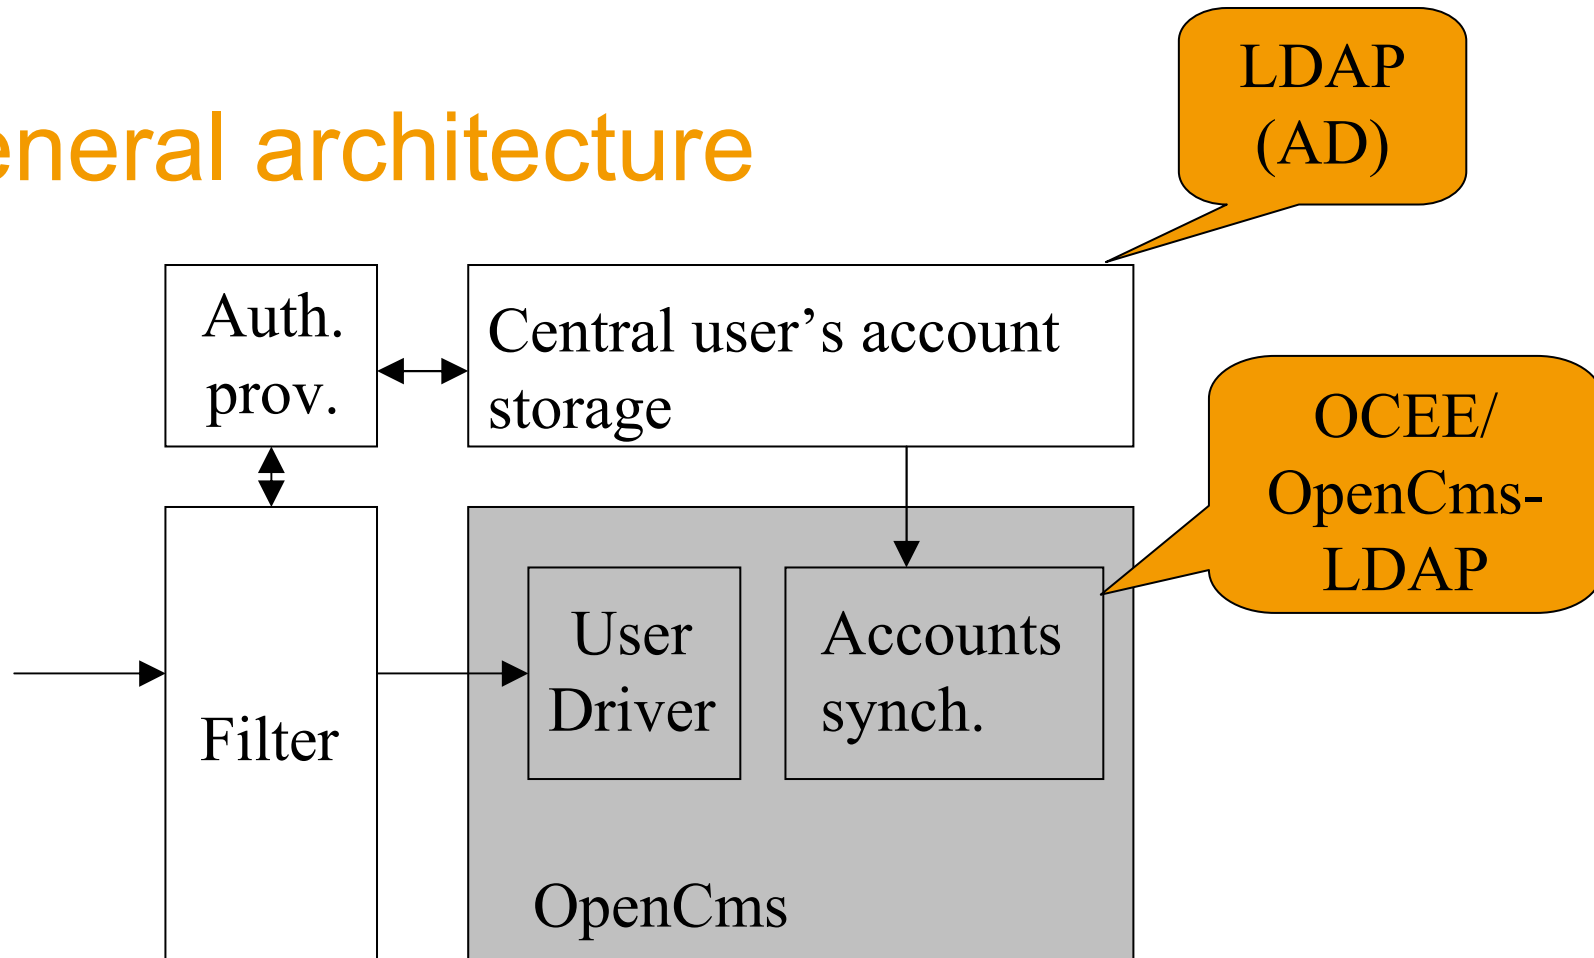 LDAP
(AD)
eneral architecture
Auth.
prov.
Central user’s account
storage
OCEE/
OpenCms-
LDAP
User
Driver
Accounts
synch.
Filter
OpenCms